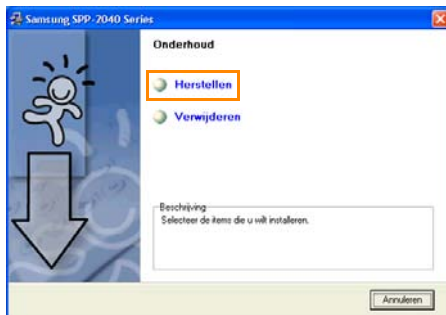 Samsung SPP-2040 Series
Onderhoud
Herstellen
Verwijderen
Beschrijving
Selecteer de items die u wilt installeren.
Annuleren